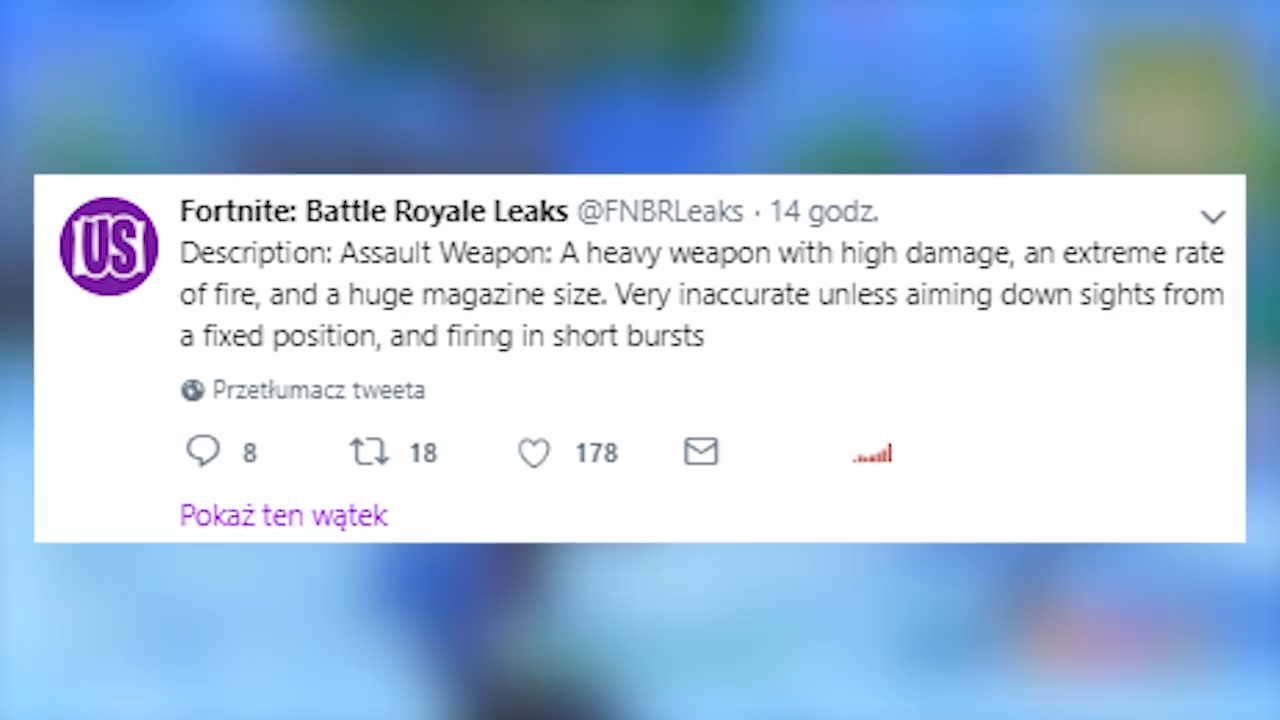 US
Fortnite: Battle Royale Leaks @FNBRLeaks · 14 godz.
Description: Assault Weapon: A heavy weapon with high damage, an extreme rate
of fire, and a huge magazine size. Very inaccurate unless aiming down sights from
a fixed position, and firing in short bursts
Przetłumacz tweeta
8 18 178
Pokaż ten wątek